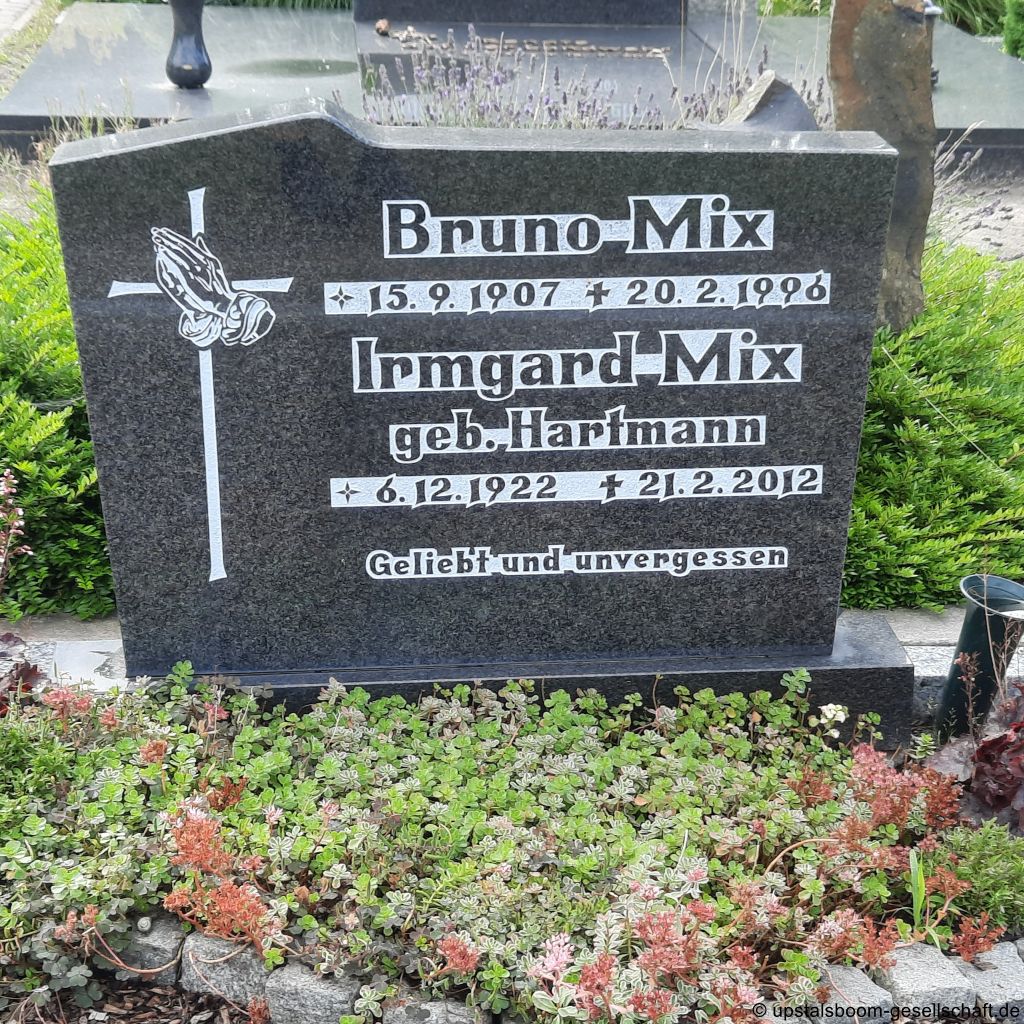 Bruno Mix
15. 9. 1907 ✝ 20. 2. 1996
Irmgard Mix
geb. Hartmann
6. 12. 1922 ✝ 21. 2. 2012
Geliebt und unvergessen
© upstalsboom-gesellschaft.de